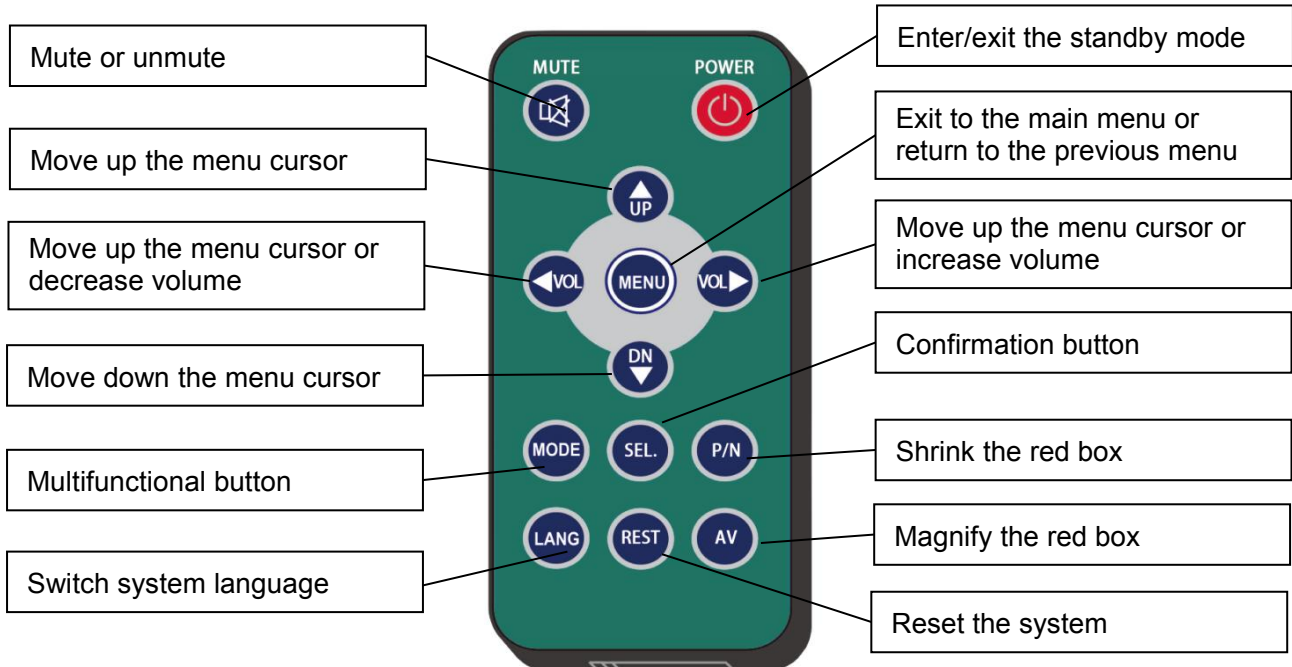 Mute or unmute
Move up the menu cursor
Move up the menu cursor or
decrease volume
Move down the menu cursor
Multifunctional button
Switch system language
MUTE
POWER
UP
VOL
MENU
VOL
DN
MODE
SEL.
P/N
LANG
REST
AV
Enter/exit the standby mode
Exit to the main menu or
return to the previous menu
Move up the menu cursor or
increase volume
Confirmation button
Shrink the red box
Magnify the red box
Reset the system